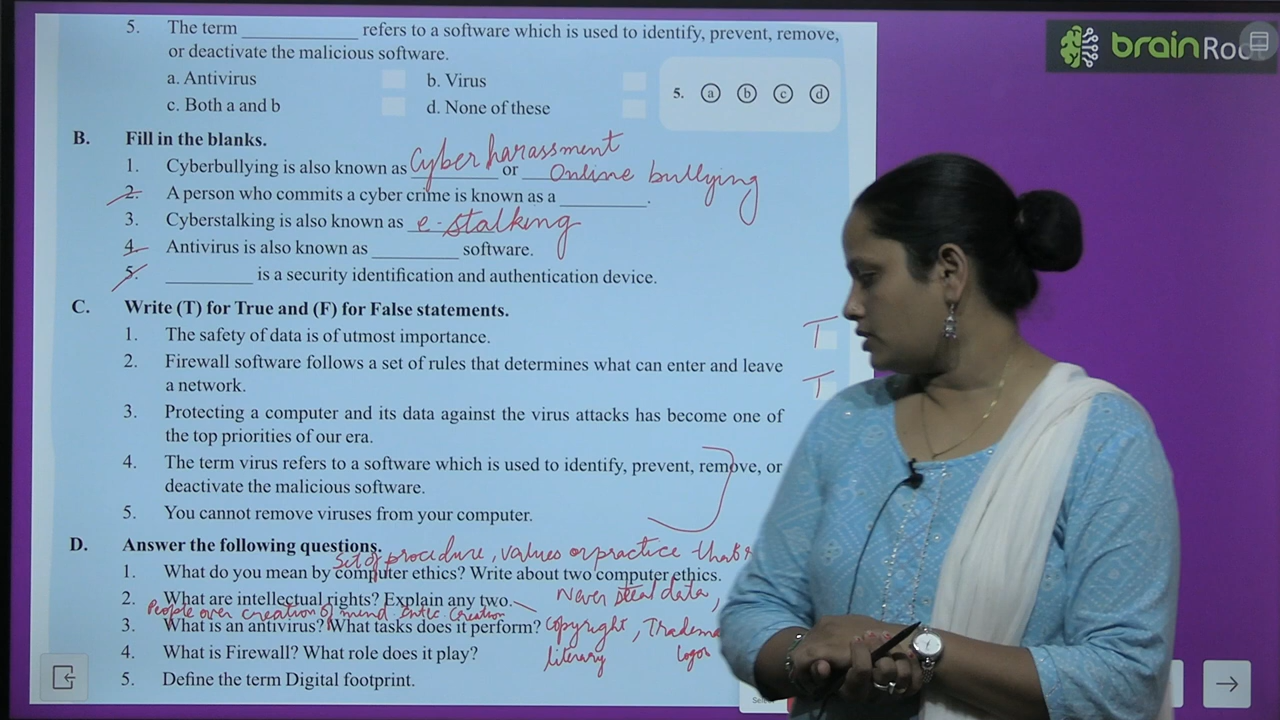 5. The term ____________ refers to a software which is used to identify, prevent, remove,
or deactivate the malicious software.
a. Antivirus b. Virus
c. Both a and b d. None of these
5. a b c d
brain Roo
B. Fill in the blanks.
1. Cyberbullying is also known as Cyber harassment or Online bullying
2. A person who commits a cyber crime is known as a _________.
3. Cyberstalking is also known as e-stalking
4. Antivirus is also known as _________ software.
5. _________ is a security identification and authentication device.
C. Write (T) for True and (F) for False statements.
1. The safety of data is of utmost importance. T
2. Firewall software follows a set of rules that determines what can enter and leave
a network. T
3. Protecting a computer and its data against the virus attacks has become one of
the top priorities of our era.
4. The term virus refers to a software which is used to identify, prevent, remove, or
deactivate the malicious software.
5. You cannot remove viruses from your computer.
D. Answer the following questions.
Set of procedure, values or practice that
1. What do you mean by computer ethics? Write about two computer ethics.
Never steal data,
2. What are intellectual rights? Explain any two.
People over creation of mind Creation
3. What is an antivirus? What tasks does it perform? Copyright, Tradema
4. What is Firewall? What role does it play? literary logo
5. Define the term Digital footprint.
Select